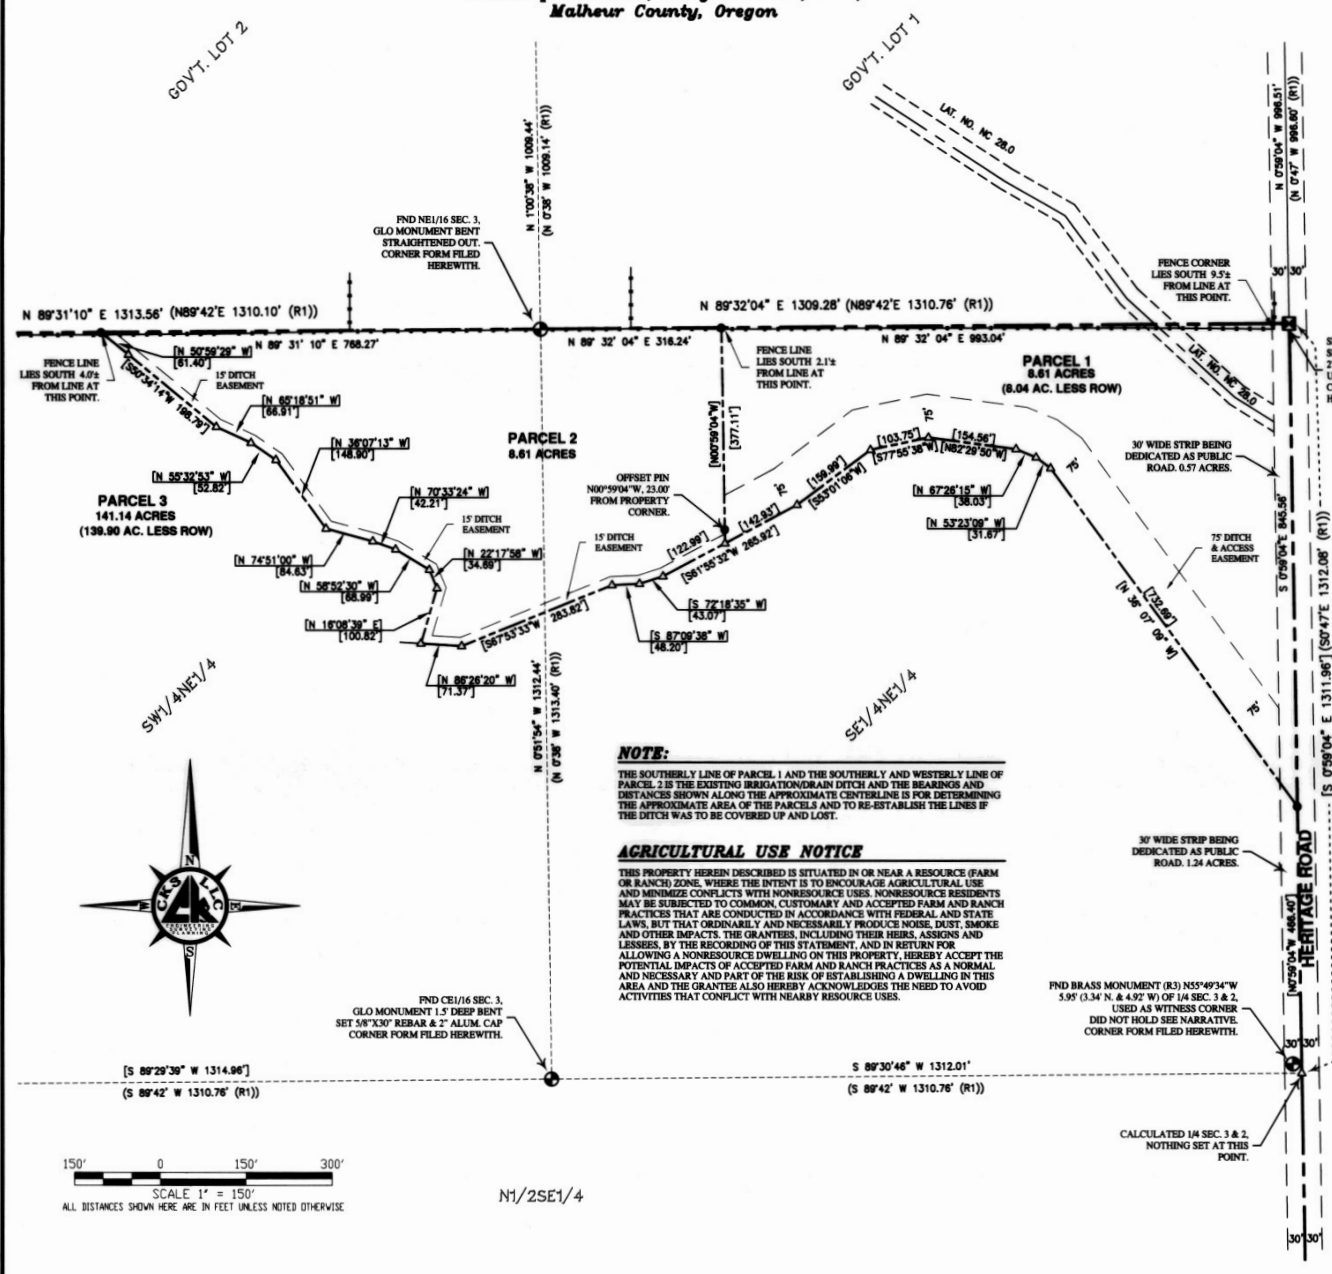 Malheur County, Oregon
GOV'T. LOT 2
GOV'T. LOT 1
LAT. NO. NC 28.0
N 1°00'38" W 1009.44'
(N 0°38' W 1009.14' (R1))
N 0°59'04" W 996.51'
(N 0°47' W 996.60' (R1))
FND NE1/16 SEC. 3,
GLO MONUMENT BENT
STRAIGHTENED OUT.
CORNER FORM FILED
HEREWITH.
FENCE CORNER
LIES SOUTH 9.5'±
FROM LINE AT
THIS POINT.
30' 30'
N 89°31'10" E 1313.56' (N89°42'E 1310.10' (R1))
N 89°32'04" E 1309.28' (N89°42'E 1310.76' (R1))
N 89° 31' 10" E 768.27'
N 89° 32' 04" E 316.24'
N 89° 32' 04" E 993.04'
FENCE LINE
LIES SOUTH 4.0'±
FROM LINE AT
THIS POINT.
[N 50°59'29" W]
[61.40']
15' DITCH
EASEMENT
[S50°34'14"W 198.79']
FENCE LINE
LIES SOUTH 2.1'±
FROM LINE AT
THIS POINT.
PARCEL 1
8.61 ACRES
(8.04 AC. LESS ROW)
LAT. NO. NC 28.0
[N 65°18'51" W]
[66.91']
[N00°59'04"W]
[377.11']
75'
[N 36°07'13" W]
[148.90']
PARCEL 2
8.61 ACRES
[103.75']
[S77°55'38"W]
[154.56']
[N82°29'50"W]
30' WIDE STRIP BEING
DEDICATED AS PUBLIC
ROAD. 0.57 ACRES.
[N 55°32'53" W]
[52.82']
75'
PARCEL 3
141.14 ACRES
(139.90 AC. LESS ROW)
[N 70°33'24" W]
[42.21']
OFFSET PIN
N00°59'04"W, 23.00'
FROM PROPERTY
CORNER.
75'
[159.99']
[S53°01'06"W]
[N 67°26'15" W]
[38.03']
[N 53°23'09" W]
[31.67']
15' DITCH
EASEMENT
15' DITCH
EASEMENT
[142.93']
[122.99']
[S61°55'32"W 265.92']
75' DITCH
& ACCESS
EASEMENT
S 0°59'04"E 845.56'
[S 0°59'04" E 1311.96'] (S0°47'E 1312.08' (R1))
[N 74°51'00" W]
[84.63']
[N 22°17'58" W]
[34.69']
[N 58°52'30" W]
[68.99']
[N 16°08'39" E]
[100.82']
[S67°53'33"W 283.82']
[S 72°18'35" W]
[43.07']
[S 87°09'38" W]
[48.20']
[732.69']
[N 36° 07' 09" W]
[N 86°26'20" W]
[71.37']
SW1/4NE1/4
SE1/4NE1/4
75'
N 0°51'54" W 1312.44'
(N 0°38' W 1313.40' (R1))
NOTE:
THE SOUTHERLY LINE OF PARCEL 1 AND THE SOUTHERLY AND WESTERLY LINE OF
PARCEL 2 IS THE EXISTING IRRIGATION/DRAIN DITCH AND THE BEARINGS AND
DISTANCES SHOWN ALONG THE APPROXIMATE CENTERLINE IS FOR DETERMINING
THE APPROXIMATE AREA OF THE PARCELS AND TO RE-ESTABLISH THE LINES IF
THE DITCH WAS TO BE COVERED UP AND LOST.
AGRICULTURAL USE NOTICE
THIS PROPERTY HEREIN DESCRIBED IS SITUATED IN OR NEAR A RESOURCE (FARM
OR RANCH) ZONE, WHERE THE INTENT IS TO ENCOURAGE AGRICULTURAL USE
AND MINIMIZE CONFLICTS WITH NONRESOURCE USES. NONRESOURCE RESIDENTS
MAY BE SUBJECTED TO COMMON, CUSTOMARY AND ACCEPTED FARM AND RANCH
PRACTICES THAT ARE CONDUCTED IN ACCORDANCE WITH FEDERAL AND STATE
LAWS, BUT THAT ORDINARILY AND NECESSARILY PRODUCE NOISE, DUST, SMOKE
AND OTHER IMPACTS. THE GRANTEES, INCLUDING THEIR HEIRS, ASSIGNS AND
LESSEES, BY THE RECORDING OF THIS STATEMENT, AND IN RETURN FOR
ALLOWING A NONRESOURCE DWELLING ON THIS PROPERTY, HEREBY ACCEPT THE
POTENTIAL IMPACTS OF ACCEPTED FARM AND RANCH PRACTICES AS A NORMAL
AND NECESSARY AND PART OF THE RISK OF ESTABLISHING A DWELLING IN THIS
AREA AND THE GRANTEE ALSO HEREBY ACKNOWLEDGES THE NEED TO AVOID
ACTIVITIES THAT CONFLICT WITH NEARBY RESOURCE USES.
30' WIDE STRIP BEING
DEDICATED AS PUBLIC
ROAD. 1.24 ACRES.
HERITAGE ROAD
[N0°59'04"W 466.40']
N
W
E
S
CKS LLC
ENGINEERING
SURVEYING
PLANNING
FND CE1/16 SEC. 3,
GLO MONUMENT 1.5' DEEP BENT
SET 5/8"X30" REBAR & 2" ALUM. CAP
CORNER FORM FILED HEREWITH.
FND BRASS MONUMENT (R3) N55°49'34"W
5.95' (3.34' N. & 4.92' W) OF 1/4 SEC. 3 & 2,
USED AS WITNESS CORNER
DID NOT HOLD SEE NARRATIVE.
CORNER FORM FILED HEREWITH.
30' 30'
[S 89°29'39" W 1314.96']
(S 89°42' W 1310.76' (R1))
S 89°30'46" W 1312.01'
(S 89°42' W 1310.76' (R1))
CALCULATED 1/4 SEC. 3 & 2,
NOTHING SET AT THIS
POINT.
150' 0 150' 300'
SCALE 1" = 150'
ALL DISTANCES SHOWN HERE ARE IN FEET UNLESS NOTED OTHERWISE
N1/2SE1/4
30' 30'